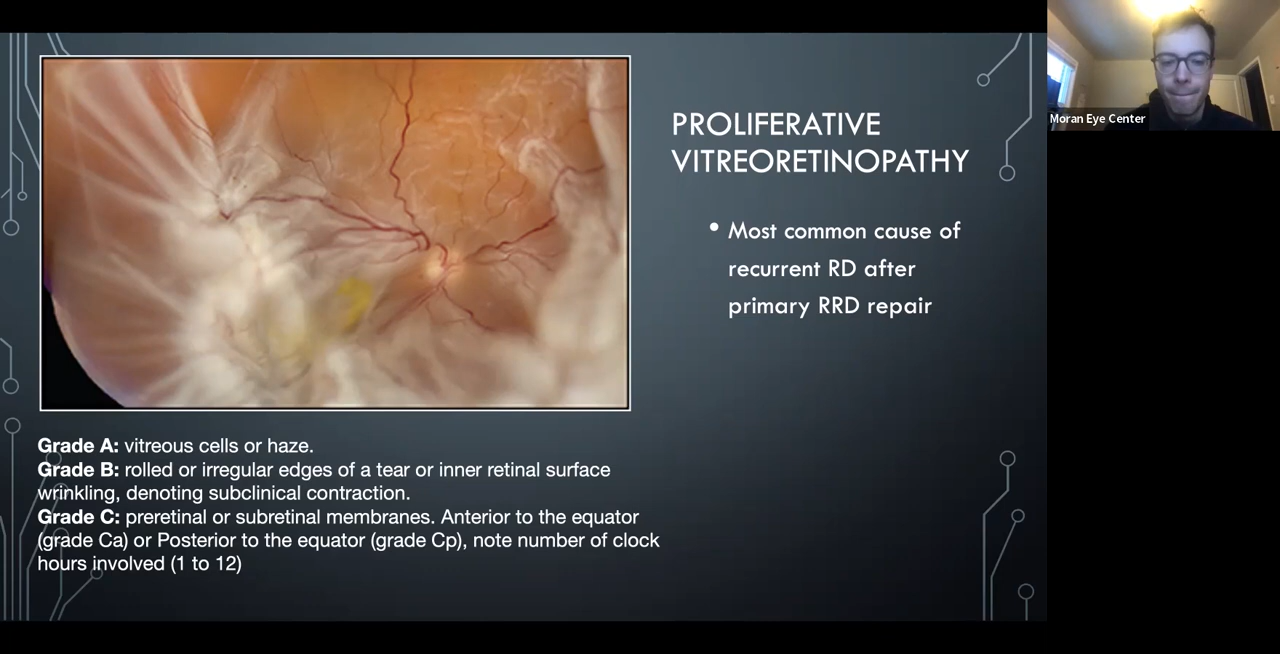 PROLIFERATIVE
VITREORETINOPATHY
• Most common cause of
recurrent RD after
primary RRD repair
Grade A: vitreous cells or haze.
Grade B: rolled or irregular edges of a tear or inner retinal surface
wrinkling, denoting subclinical contraction.
Grade C: preretinal or subretinal membranes. Anterior to the equator
(grade Ca) or Posterior to the equator (grade Cp), note number of clock
hours involved (1 to 12)
Moran Eye Center